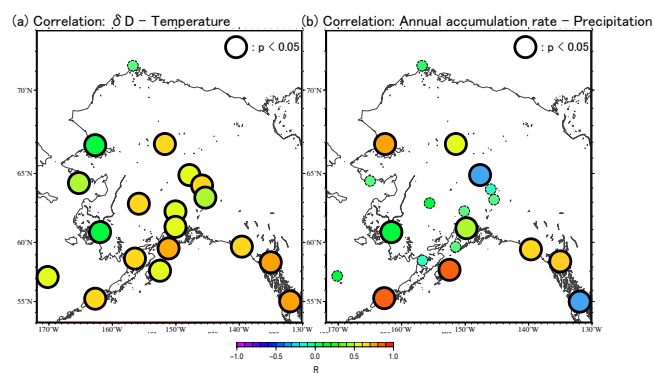 (a) Correlation: δ D − Temperature
(b) Correlation: Annual accumulation rate − Precipitation
: p < 0.05
: p < 0.05
70°N
70°N
65°N
65°N
60°N
60°N
55°N
55°N
170°W 160°W 150°W 140°W 130°W
170°W 160°W 150°W 140°W 130°W
−1.0 −0.5 0.0 0.5 1.0
R